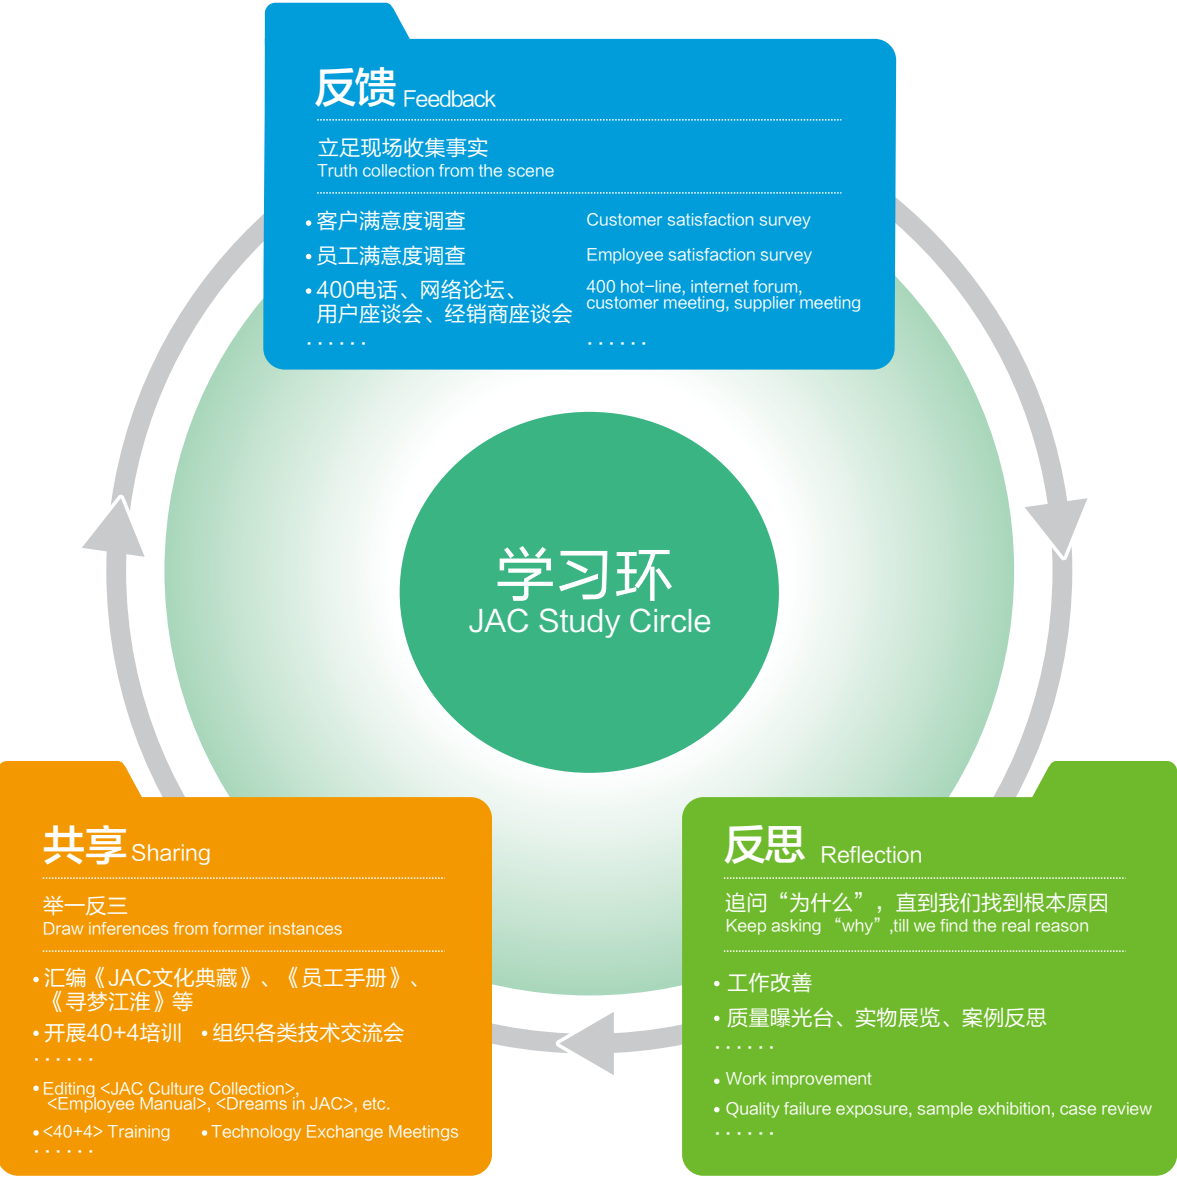 反馈 Feedback
立足现场收集事实
Truth collection from the scene
• 客户满意度调查 Customer satisfaction survey
• 员工满意度调查 Employee satisfaction survey
• 400电话、网络论坛、
用户座谈会、经销商座谈会
400 hot-line, internet forum,
customer meeting, supplier meeting
······ ······
学习环
JAC Study Circle
共享 Sharing
举一反三
Draw inferences from former instances
• 汇编《JAC文化典藏》、《员工手册》、
《寻梦江淮》等
• 开展40+4培训 • 组织各类技术交流会
······
• Editing <JAC Culture Collection>,
<Employee Manual>, <Dreams in JAC>, etc.
• <40+4> Training • Technology Exchange Meetings
······
反思 Reflection
追问“为什么”，直到我们找到根本原因
Keep asking “why”,till we find the real reason
• 工作改善
• 质量曝光台、实物展览、案例反思
······
• Work improvement
• Quality failure exposure, sample exhibition, case review
······